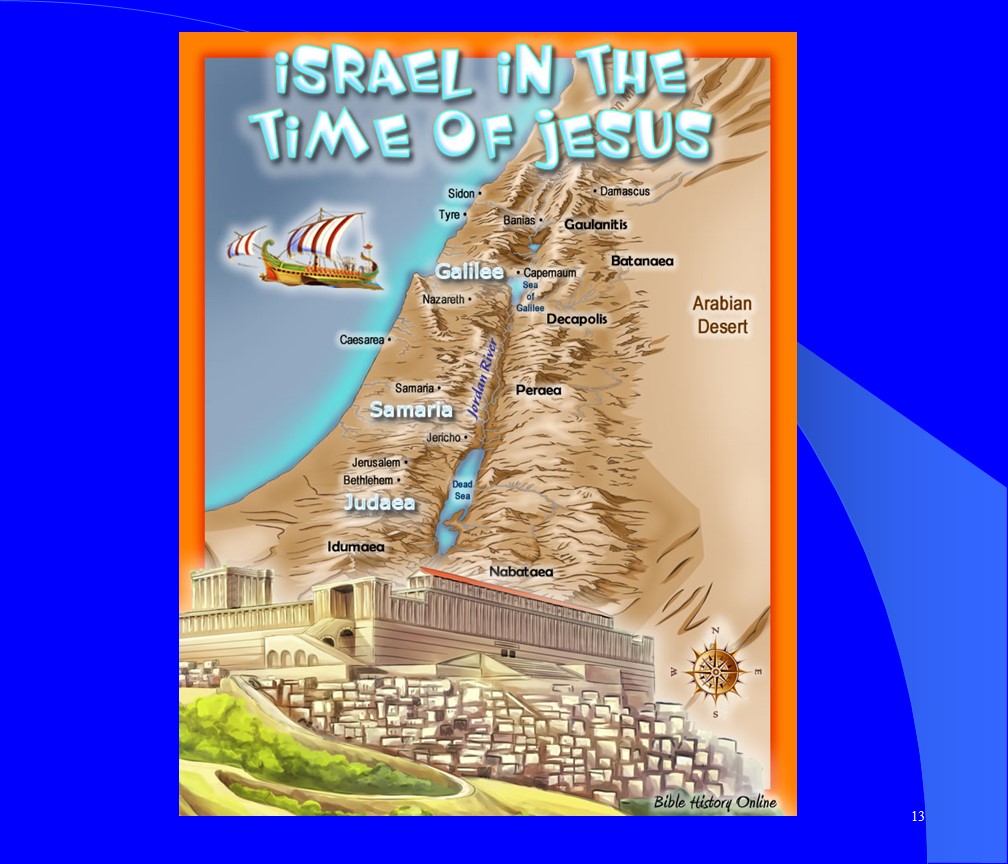 ISRAEL iN THE
TiME OF jESUS
Sidon
Damascus
Tyre
Banias
Gaulanitis
Batanaea
Galilee
Capernaum
Sea
of
Galilee
Nazareth
Arabian
Desert
Decapolis
Caesarea
Jordan River
Samaria
Peraea
Samaria
Jericho
Jerusalem
Bethlehem
Dead
Sea
Judaea
Idumaea
Nabataea
N
W E
S
Bible History Online
13